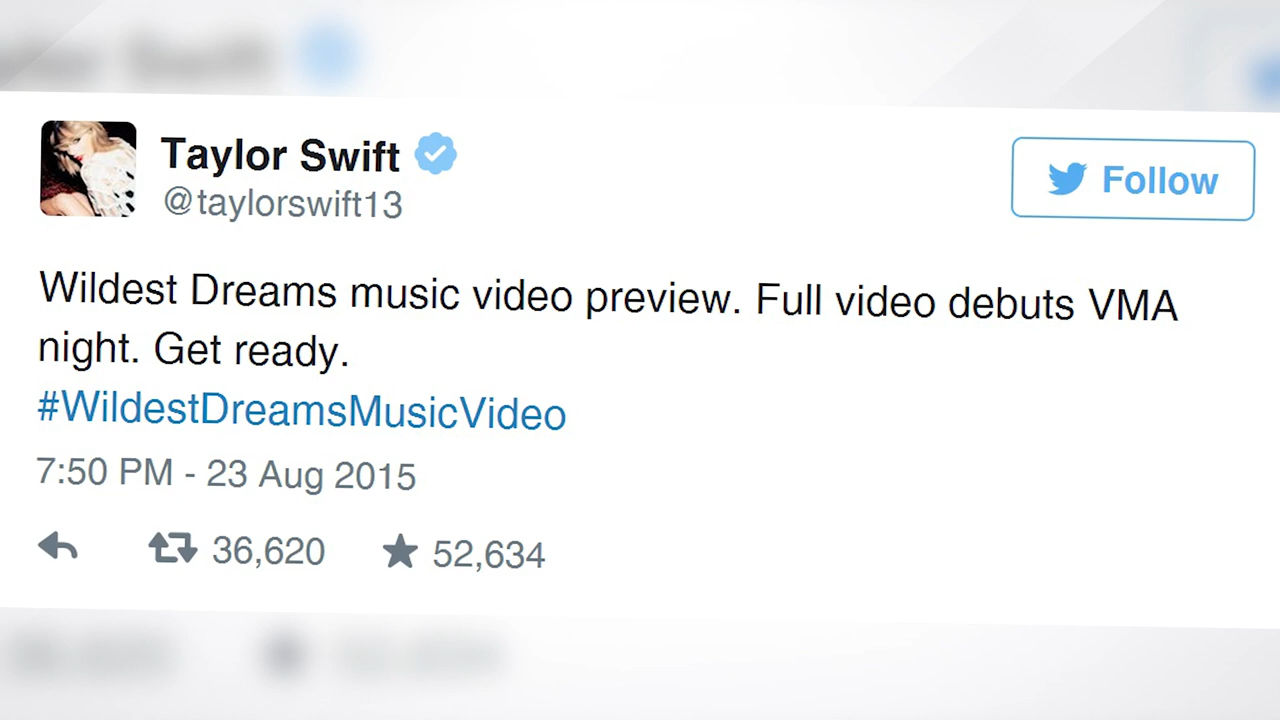 Taylor Swift
@taylorswift13
Follow
Wildest Dreams music video preview. Full video debuts VMA
night. Get ready.
#WildestDreamsMusicVideo
7:50 PM - 23 Aug 2015
36,620 52,634